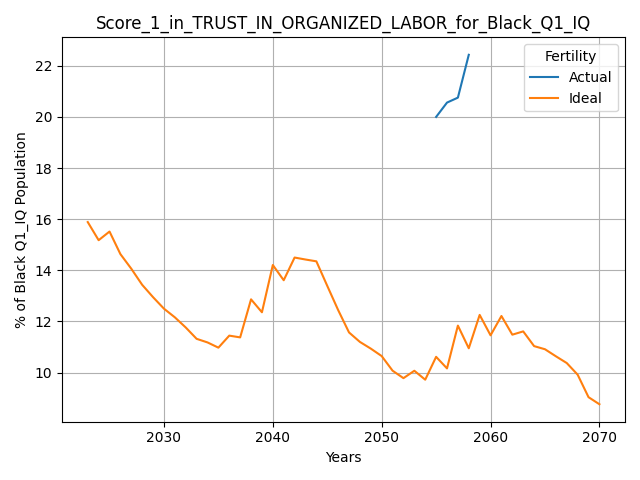 Score_1_in_TRUST_IN_ORGANIZED_LABOR_for_Black_Q1_IQ
Fertility
Actual
Ideal
% of Black Q1_IQ Population
22
20
18
16
14
12
10
2030
2040
2050
2060
2070
Years